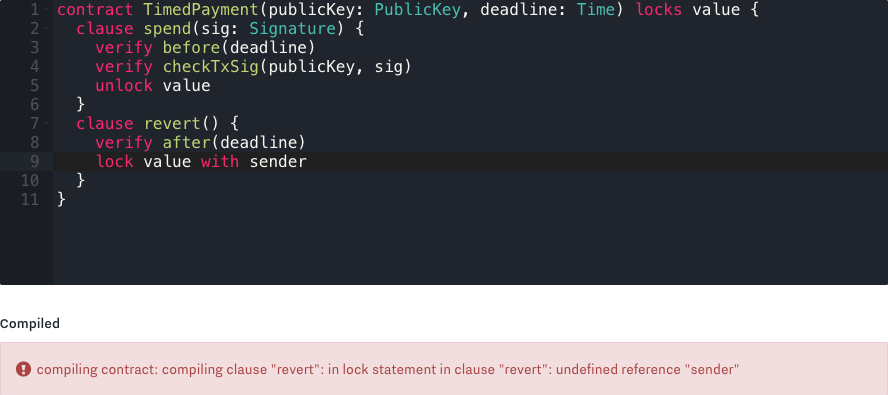 1 contract TimedPayment(publicKey: PublicKey, deadline: Time) locks value {
2 clause spend(sig: Signature) {
3 verify before(deadline)
4 verify checkTxSig(publicKey, sig)
5 unlock value
6 }
7 clause revert() {
8 verify after(deadline)
9 lock value with sender
10 }
11 }
Compiled
compiling contract: compiling clause "revert": in lock statement in clause "revert": undefined reference "sender"